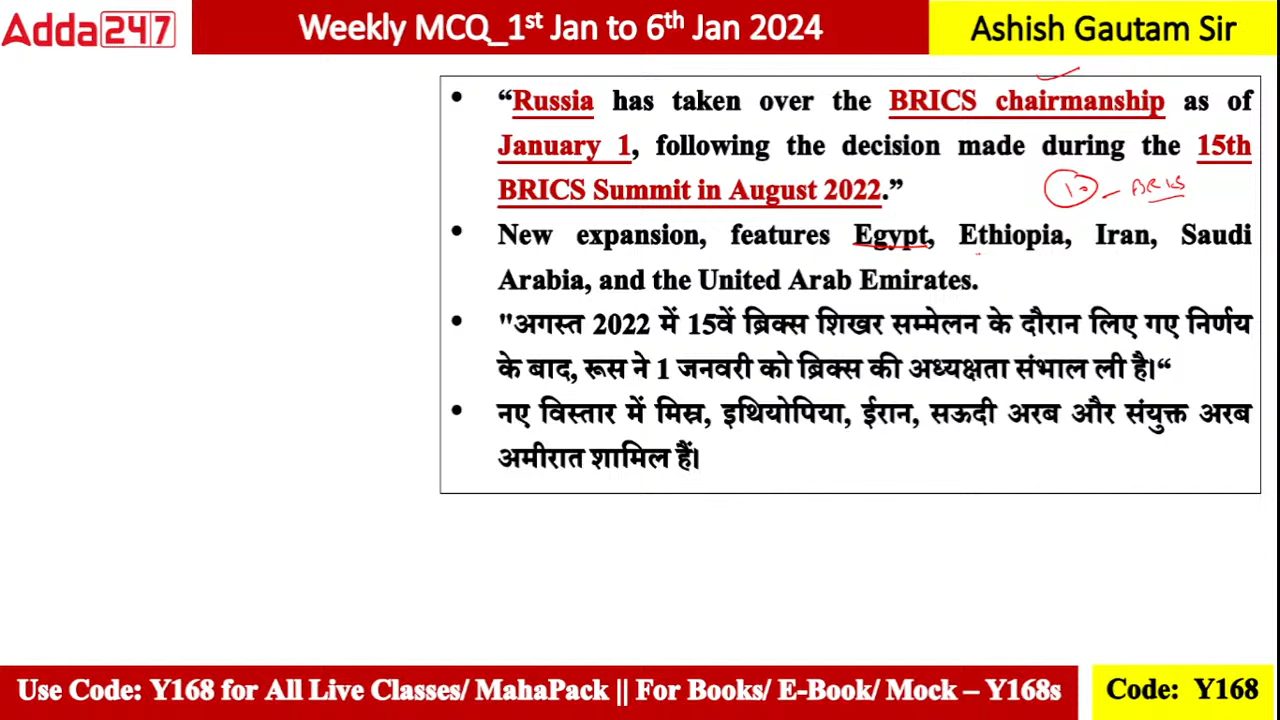 Adda247
Weekly MCQ_1st Jan to 6th Jan 2024
Ashish Gautam Sir
• “Russia has taken over the BRICS chairmanship as of
January 1, following the decision made during the 15th
BRICS Summit in August 2022.”
10 - BRICS
• New expansion, features Egypt, Ethiopia, Iran, Saudi
Arabia, and the United Arab Emirates.
• "अगस्त 2022 में 15वें ब्रिक्स शिखर सम्मेलन के दौरान लिए गए निर्णय
के बाद, रूस ने 1 जनवरी को ब्रिक्स की अध्यक्षता संभाल ली है।“
• नए विस्तार में मिस्र, इथियोपिया, ईरान, सऊदी अरब और संयुक्त अरब
अमीरात शामिल हैं।
Use Code: Y168 for All Live Classes/ MahaPack || For Books/ E-Book/ Mock – Y168s
Code: Y168